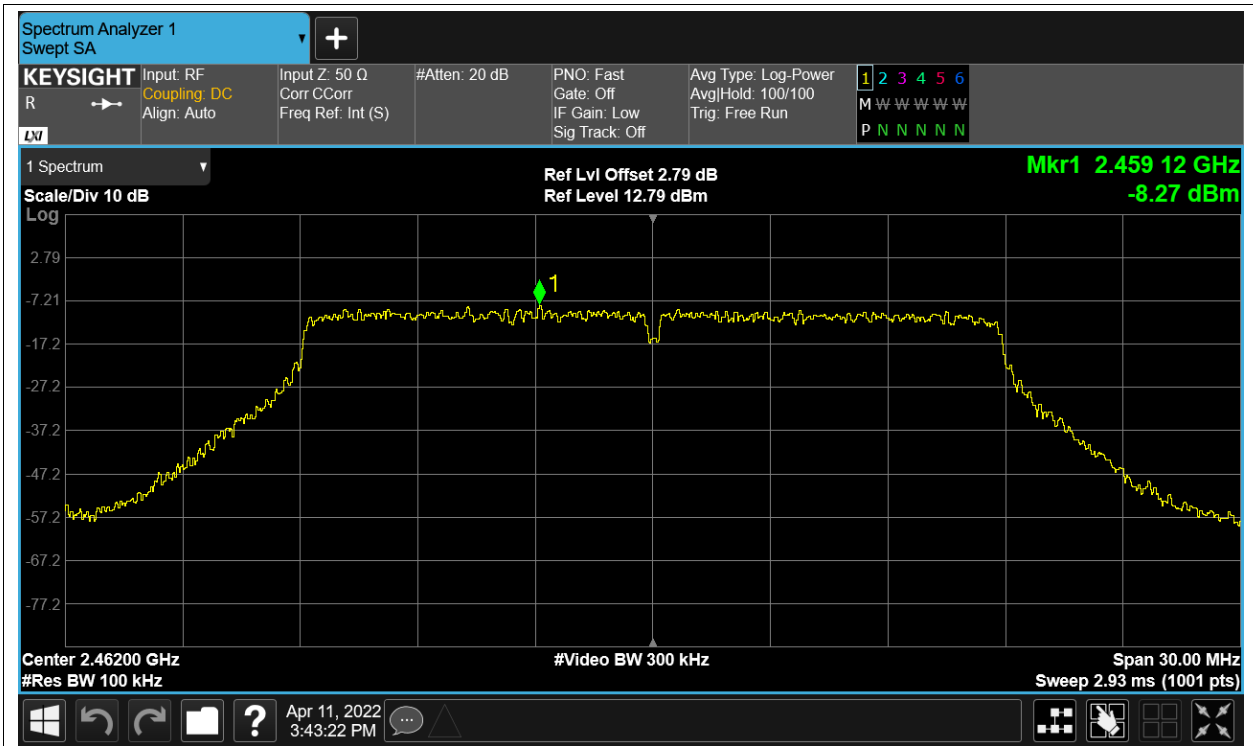 Spectrum Analyzer 1
Swept SA
KEYSIGHT
R
LXI
Input: RF
Coupling: DC
Align: Auto
Input Z: 50 Ω
Corr CCorr
Freq Ref: Int (S)
#Atten: 20 dB
PNO: Fast
Gate: Off
IF Gain: Low
Sig Track: Off
Avg Type: Log-Power
Avg|Hold: 100/100
Trig: Free Run
1 2 3 4 5 6
M W W W W W W
P N N N N N N
1 Spectrum
Scale/Div 10 dB
Log
Ref Lvl Offset 2.79 dB
Ref Level 12.79 dBm
Mkr1 2.459 12 GHz
-8.27 dBm
1
2.79
-7.21
-17.2
-27.2
-37.2
-47.2
-57.2
-67.2
-77.2
Center 2.46200 GHz
#Res BW 100 kHz
#Video BW 300 kHz
Span 30.00 MHz
Sweep 2.93 ms (1001 pts)
?
Apr 11, 2022
3:43:22 PM